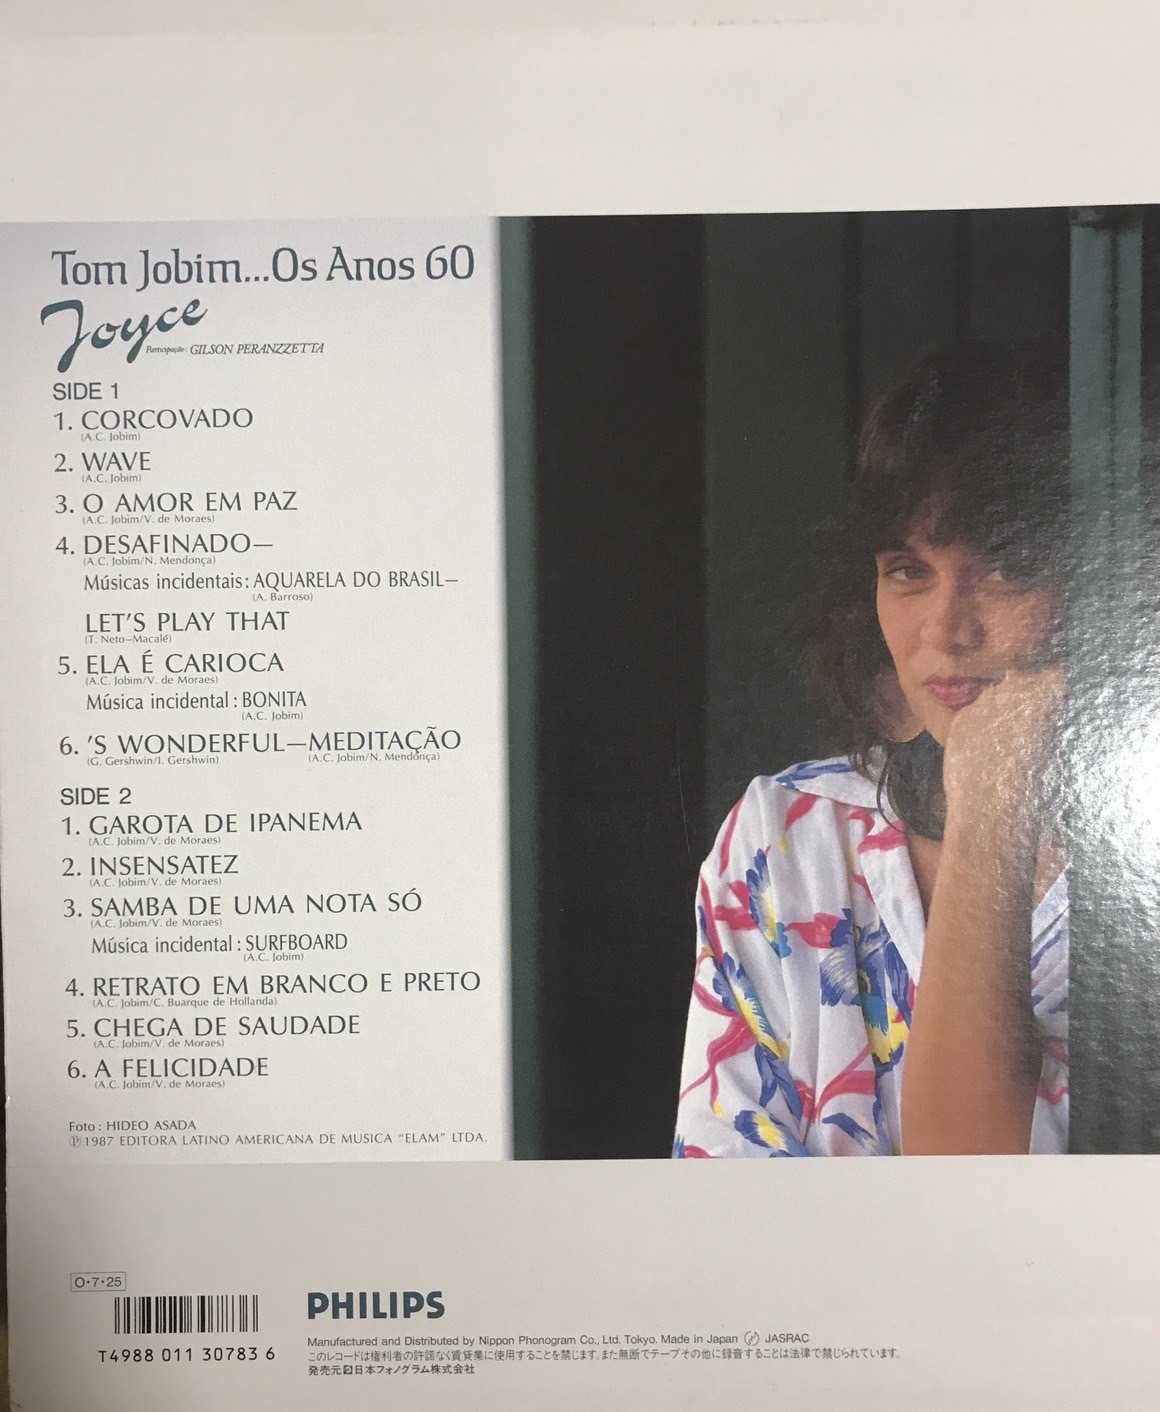 Tom Jobim...Os Anos 60
Joyce
Participação : GILSON PERANZZETTA
SIDE 1
1. CORCOVADO
(A.C. Jobim)
2. WAVE
(A.C. Jobim)
3. O AMOR EM PAZ
(A.C. Jobim/V. de Moraes)
4. DESAFINADO—
(A.C. Jobim/N. Mendonça)
Músicas incidentais : AQUARELA DO BRASIL—
(A. Barroso)
LET'S PLAY THAT
(T. Neto—Macalé)
5. ELA É CARIOCA
(A.C. Jobim/V. de Moraes)
Música incidental : BONITA
(A.C. Jobim)
6. 'S WONDERFUL—MEDITAÇÃO
(G. Gershwin/I. Gershwin) (A.C. Jobim/N. Mendonça)
SIDE 2
1. GAROTA DE IPANEMA
(A.C. Jobim/V. de Moraes)
2. INSENSATEZ
(A.C. Jobim/V. de Moraes)
3. SAMBA DE UMA NOTA SÓ
(A.C. Jobim/V. de Moraes)
Música incidental : SURFBOARD
(A.C. Jobim)
4. RETRATO EM BRANCO E PRETO
(A.C. Jobim/C. Buarque de Hollanda)
5. CHEGA DE SAUDADE
(A.C. Jobim/V. de Moraes)
6. A FELICIDADE
(A.C. Jobim/V. de Moraes)
Foto : HIDEO ASADA
℗1987 EDITORA LATINO AMERICANA DE MUSICA “ELAM” LTDA.
O・7・25
T4988 011 30783 6
PHILIPS
Manufactured and Distributed by Nippon Phonogram Co., Ltd. Tokyo. Made in Japan JASRAC
このレコードは権利者の許諾なく賃貸業に使用することを禁じます。また無断でテープその他に録音することは法律で禁じられています。
発売元 日本フォノグラム株式会社